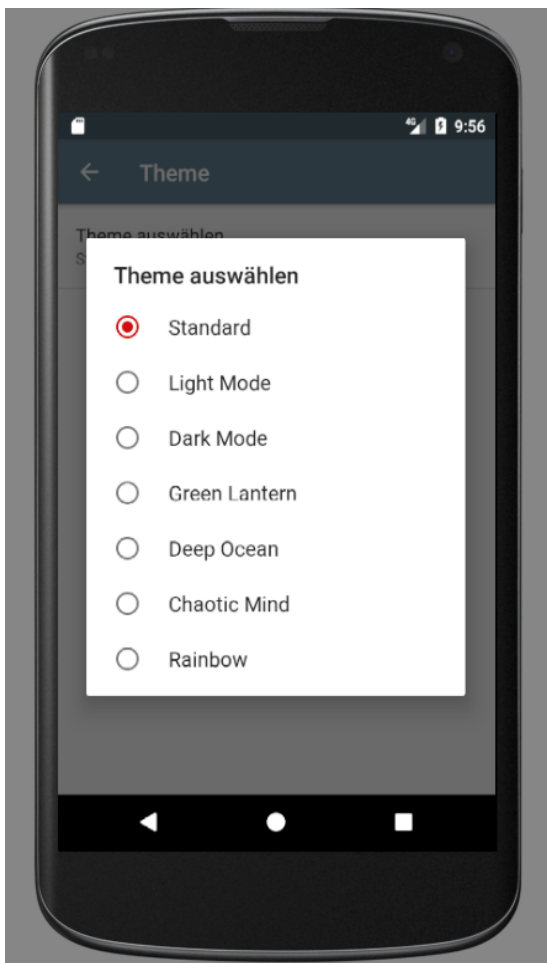 4G 9:56
Theme
Theme auswählen
Theme auswählen
Standard
Light Mode
Dark Mode
Green Lantern
Deep Ocean
Chaotic Mind
Rainbow